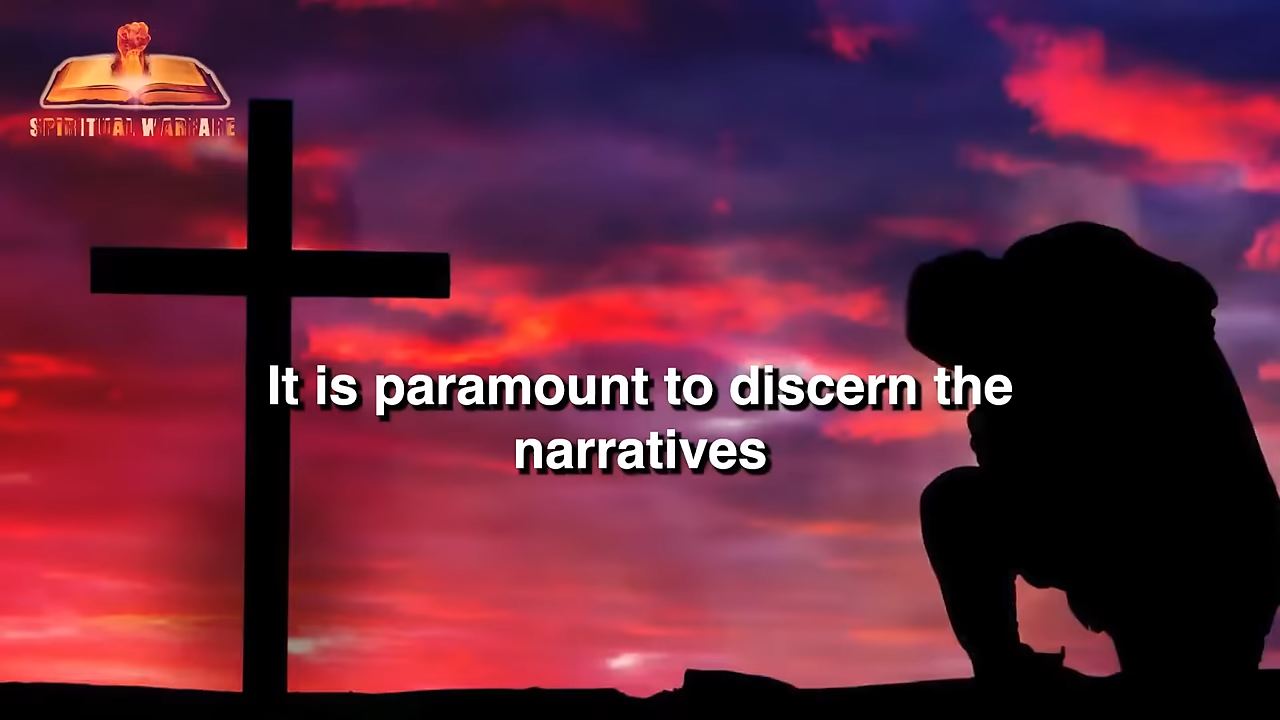 SPIRITUAL WARFARE
It is paramount to discern the
narratives